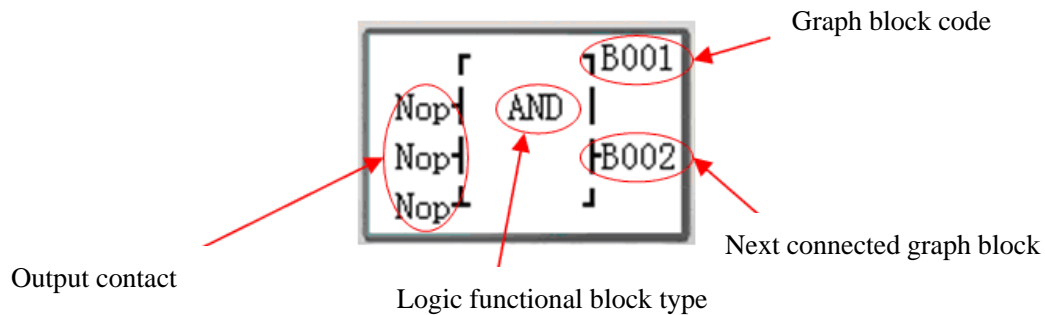 Graph block code
B001
Nop
AND
Nop
B002
Nop
Next connected graph block
Output contact
Logic functional block type